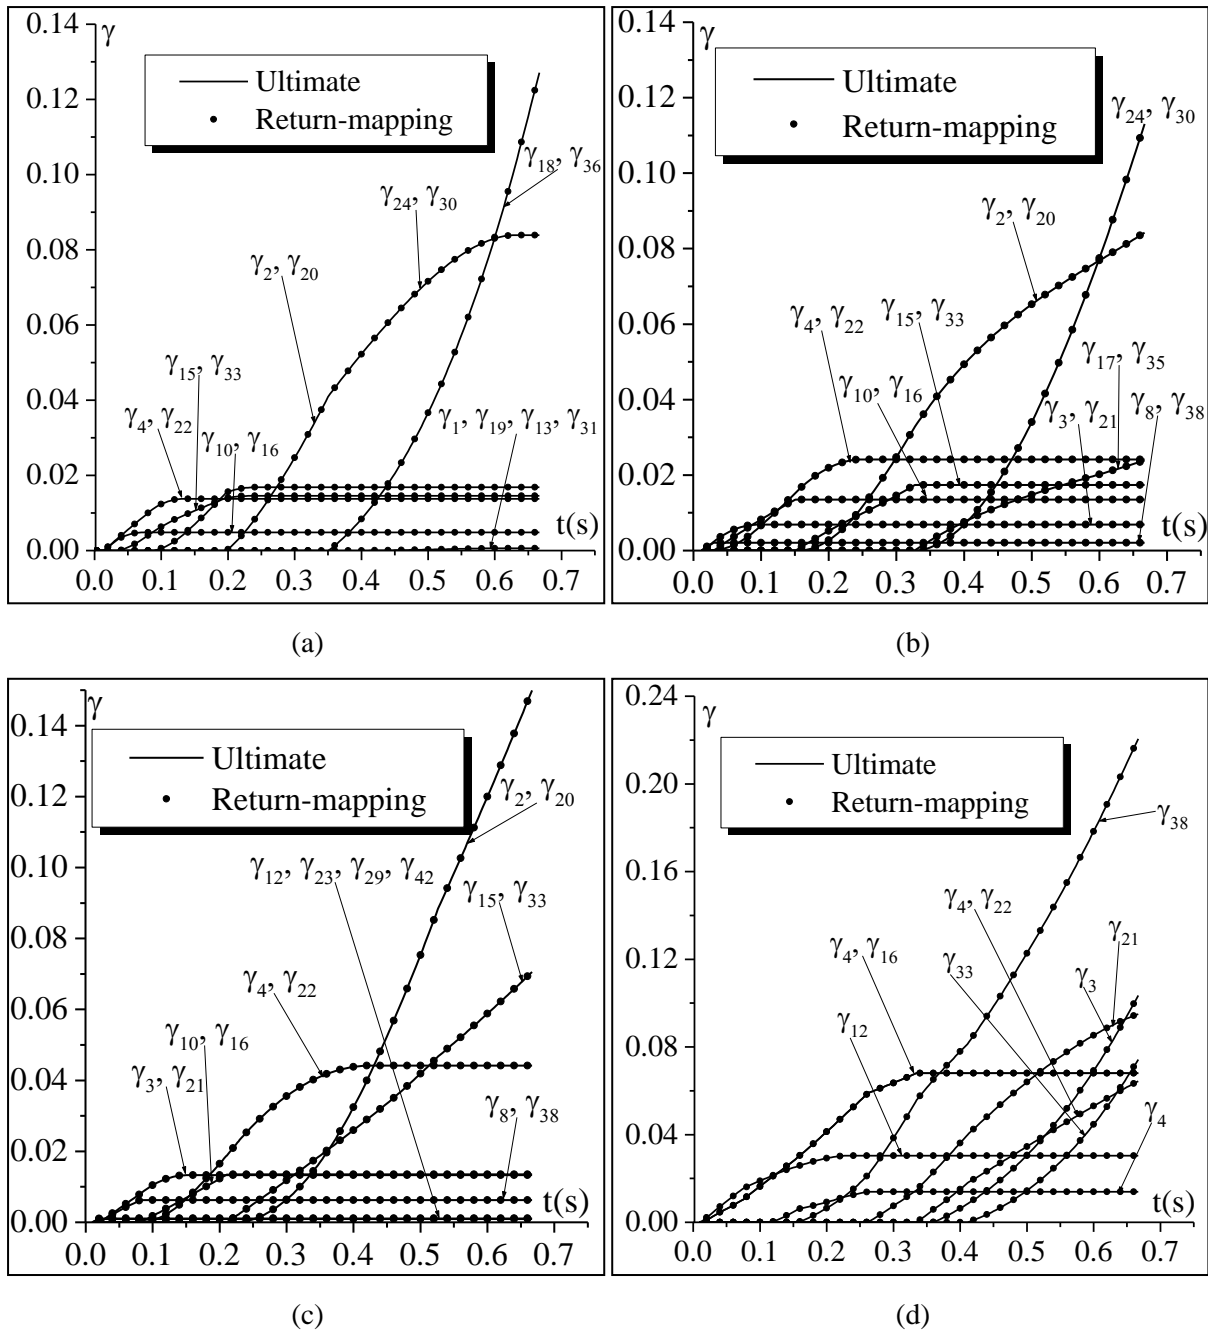 γ
0.14
0.12
0.10
0.08
0.06
0.04
0.02
0.00
Ultimate
Return-mapping
γ18, γ36
γ24, γ30
γ2, γ20
γ15, γ33
γ4, γ22
γ10, γ16
γ1, γ19, γ13, γ31
t(s)
0.0 0.1 0.2 0.3 0.4 0.5 0.6 0.7
(a)
0.14
γ
0.12
0.10
0.08
0.06
0.04
0.02
0.00
Ultimate
Return-mapping
γ24, γ30
γ2, γ20
γ4, γ22
γ15, γ33
γ17, γ35
γ10, γ16
γ3, γ21
γ8, γ38
t(s)
0.0 0.1 0.2 0.3 0.4 0.5 0.6 0.7
(b)
γ
0.14
0.12
0.10
0.08
0.06
0.04
0.02
0.00
Ultimate
Return-mapping
γ2, γ20
γ12, γ23, γ29, γ42
γ15, γ33
γ4, γ22
γ10, γ16
γ3, γ21
γ8, γ38
t(s)
0.0 0.1 0.2 0.3 0.4 0.5 0.6 0.7
(c)
0.24
γ
0.20
0.16
0.12
0.08
0.04
0.00
Ultimate
Return-mapping
γ38
γ4, γ22
γ4, γ16
γ21
γ33
γ3
γ12
γ4
t(s)
0.0 0.1 0.2 0.3 0.4 0.5 0.6 0.7
(d)